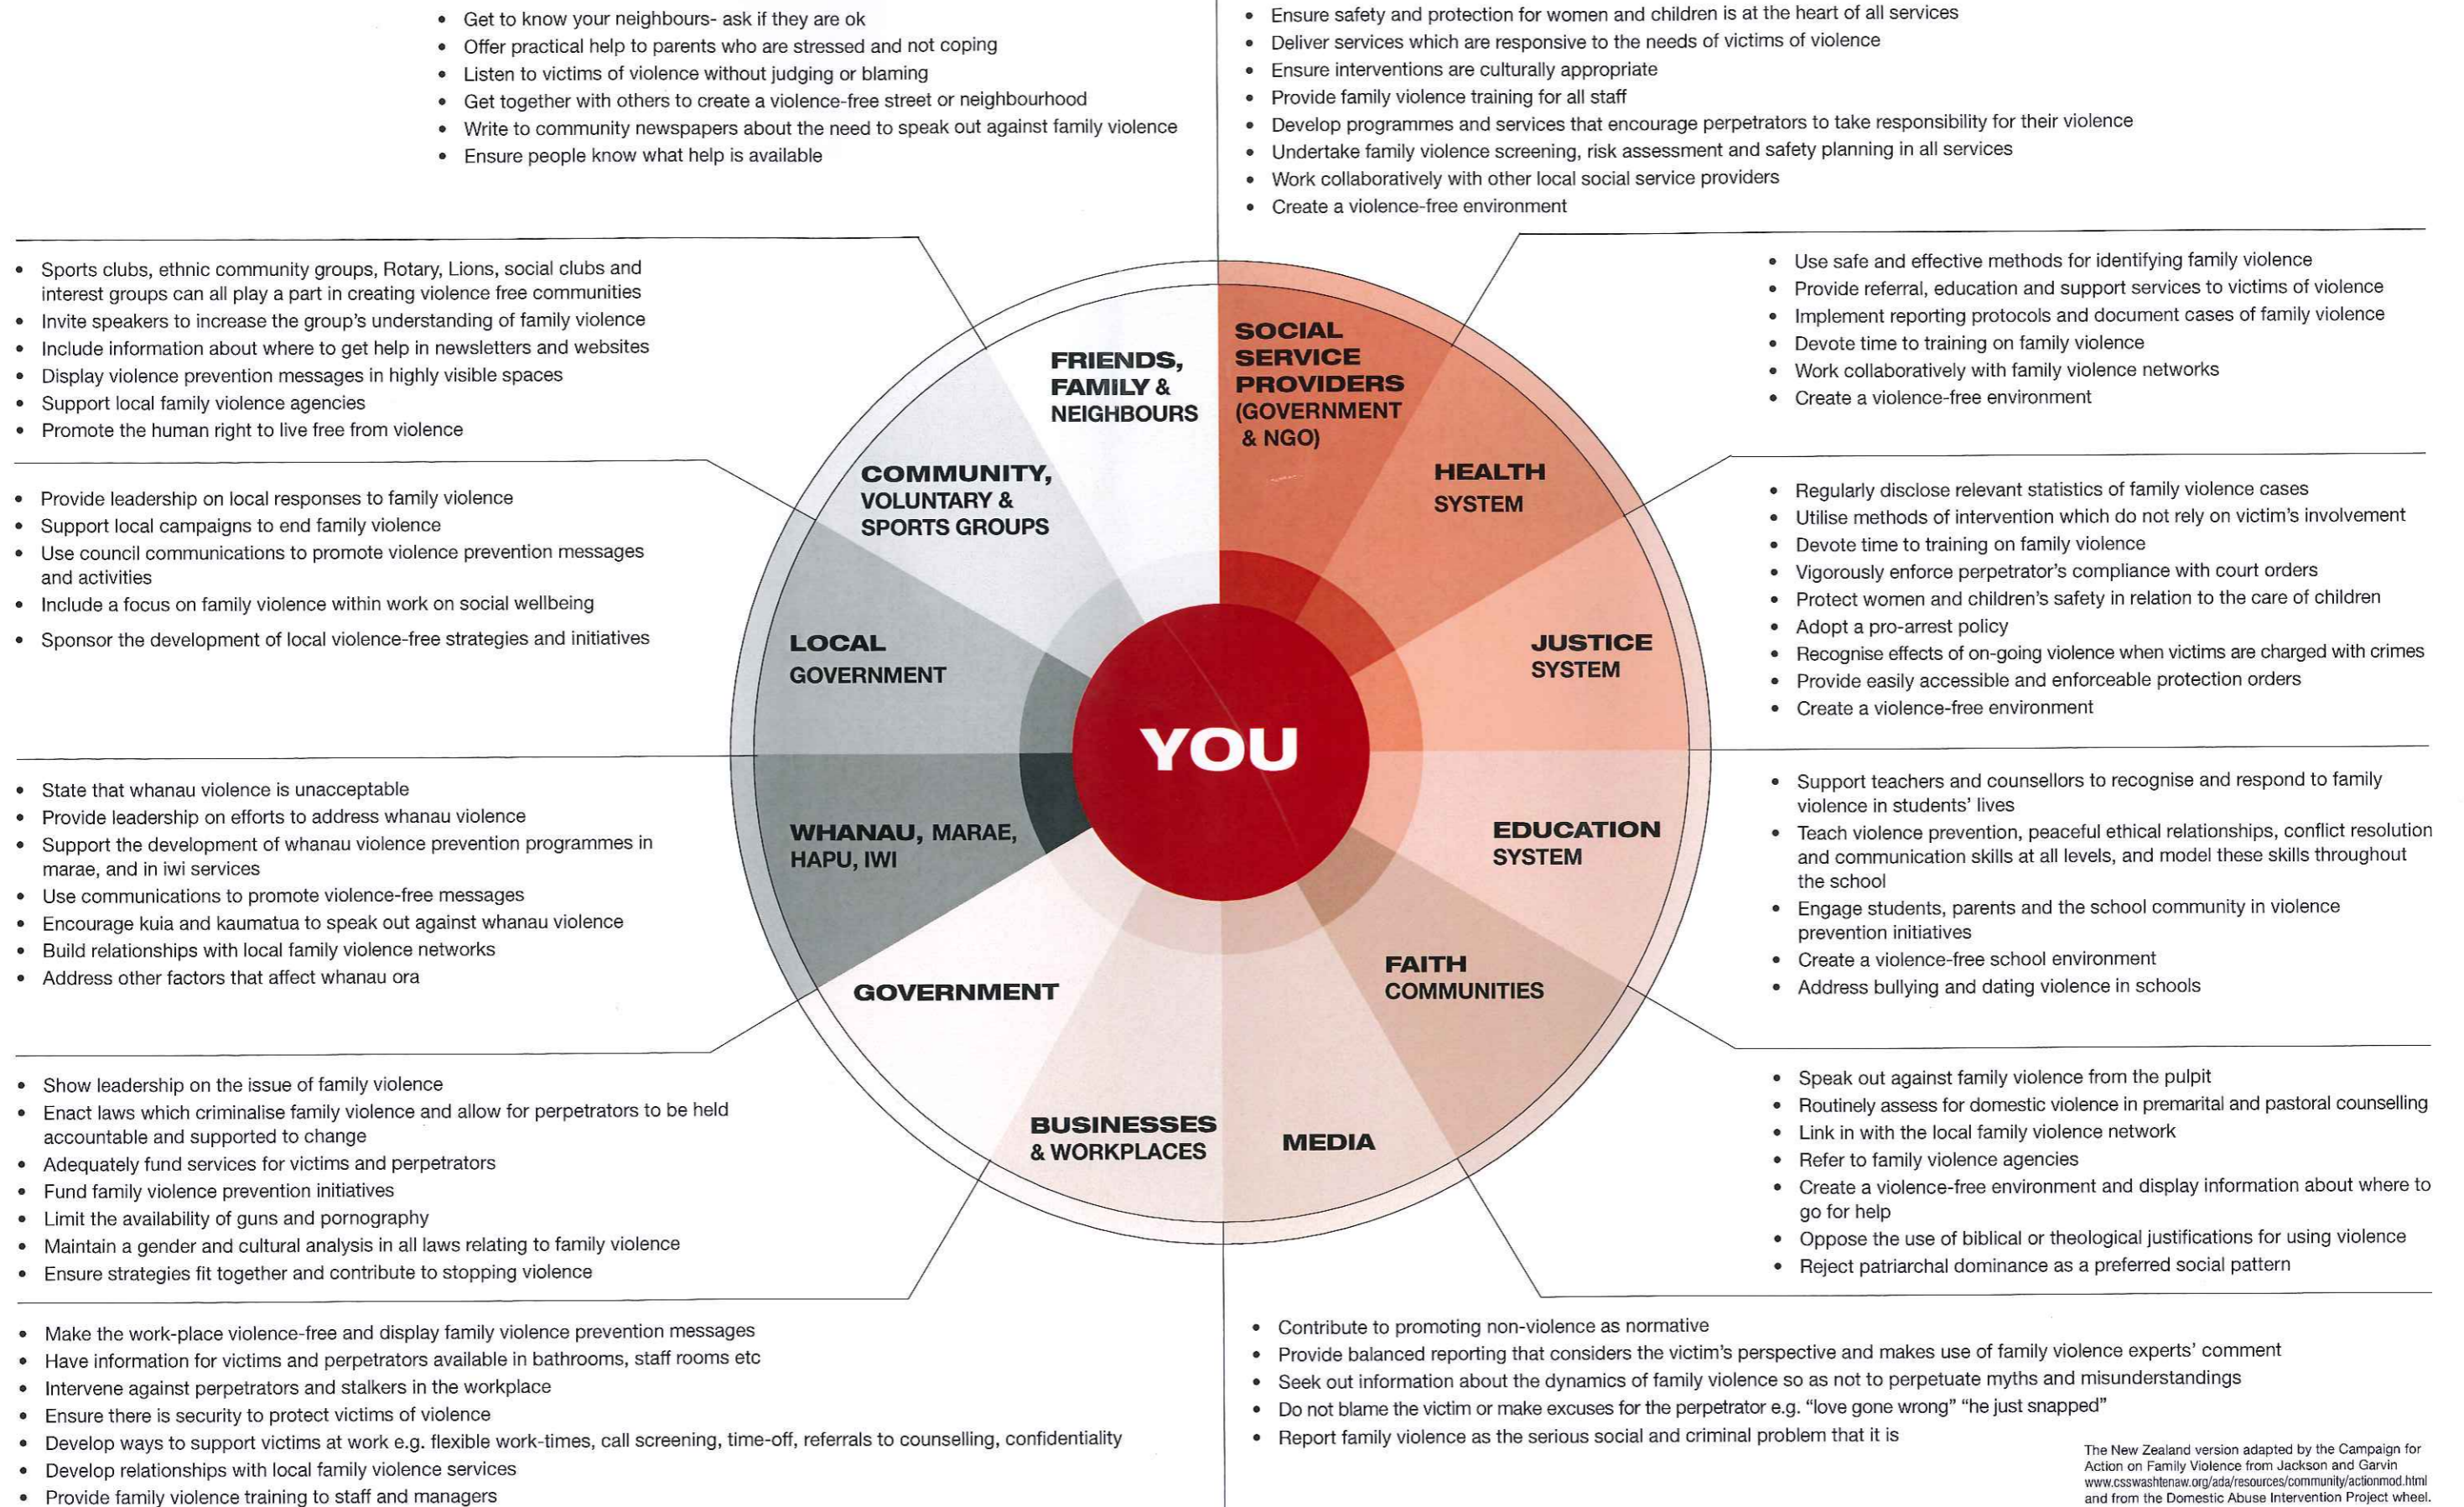 • Get to know your neighbours- ask if they are ok
• Offer practical help to parents who are stressed and not coping
• Listen to victims of violence without judging or blaming
• Get together with others to create a violence-free street or neighbourhood
• Write to community newspapers about the need to speak out against family violence
• Ensure people know what help is available
• Ensure safety and protection for women and children is at the heart of all services
• Deliver services which are responsive to the needs of victims of violence
• Ensure interventions are culturally appropriate
• Provide family violence training for all staff
• Develop programmes and services that encourage perpetrators to take responsibility for their violence
• Undertake family violence screening, risk assessment and safety planning in all services
• Work collaboratively with other local social service providers
• Create a violence-free environment
• Sports clubs, ethnic community groups, Rotary, Lions, social clubs and
interest groups can all play a part in creating violence free communities
• Invite speakers to increase the group's understanding of family violence
• Include information about where to get help in newsletters and websites
• Display violence prevention messages in highly visible spaces
• Support local family violence agencies
• Promote the human right to live free from violence
• Provide leadership on local responses to family violence
• Support local campaigns to end family violence
• Use council communications to promote violence prevention messages
and activities
• Include a focus on family violence within work on social wellbeing
• Sponsor the development of local violence-free strategies and initiatives
• State that whanau violence is unacceptable
• Provide leadership on efforts to address whanau violence
• Support the development of whanau violence prevention programmes in
marae, and in iwi services
• Use communications to promote violence-free messages
• Encourage kuia and kaumatua to speak out against whanau violence
• Build relationships with local family violence networks
• Address other factors that affect whanau ora
• Show leadership on the issue of family violence
• Enact laws which criminalise family violence and allow for perpetrators to be held
accountable and supported to change
• Adequately fund services for victims and perpetrators
• Fund family violence prevention initiatives
• Limit the availability of guns and pornography
• Maintain a gender and cultural analysis in all laws relating to family violence
• Ensure strategies fit together and contribute to stopping violence
• Make the work-place violence-free and display family violence prevention messages
• Have information for victims and perpetrators available in bathrooms, staff rooms etc
• Intervene against perpetrators and stalkers in the workplace
• Ensure there is security to protect victims of violence
• Develop ways to support victims at work e.g. flexible work-times, call screening, time-off, referrals to counselling, confidentiality
• Develop relationships with local family violence services
• Provide family violence training to staff and managers
FRIENDS,
FAMILY &
NEIGHBOURS
SOCIAL
SERVICE
PROVIDERS
(GOVERNMENT
& NGO)
COMMUNITY,
VOLUNTARY &
SPORTS GROUPS
HEALTH
SYSTEM
LOCAL
GOVERNMENT
JUSTICE
SYSTEM
YOU
WHANAU, MARAE,
HAPU, IWI
EDUCATION
SYSTEM
GOVERNMENT
FAITH
COMMUNITIES
BUSINESSES
& WORKPLACES
MEDIA
• Use safe and effective methods for identifying family violence
• Provide referral, education and support services to victims of violence
• Implement reporting protocols and document cases of family violence
• Devote time to training on family violence
• Work collaboratively with family violence networks
• Create a violence-free environment
• Regularly disclose relevant statistics of family violence cases
• Utilise methods of intervention which do not rely on victim's involvement
• Devote time to training on family violence
• Vigorously enforce perpetrator's compliance with court orders
• Protect women and children's safety in relation to the care of children
• Adopt a pro-arrest policy
• Recognise effects of on-going violence when victims are charged with crimes
• Provide easily accessible and enforceable protection orders
• Create a violence-free environment
• Support teachers and counsellors to recognise and respond to family
violence in students' lives
• Teach violence prevention, peaceful ethical relationships, conflict resolution
and communication skills at all levels, and model these skills throughout
the school
• Engage students, parents and the school community in violence
prevention initiatives
• Create a violence-free school environment
• Address bullying and dating violence in schools
• Speak out against family violence from the pulpit
• Routinely assess for domestic violence in premarital and pastoral counselling
• Link in with the local family violence network
• Refer to family violence agencies
• Create a violence-free environment and display information about where to
go for help
• Oppose the use of biblical or theological justifications for using violence
• Reject patriarchal dominance as a preferred social pattern
• Contribute to promoting non-violence as normative
• Provide balanced reporting that considers the victim's perspective and makes use of family violence experts' comment
• Seek out information about the dynamics of family violence so as not to perpetuate myths and misunderstandings
• Do not blame the victim or make excuses for the perpetrator e.g. "love gone wrong" "he just snapped"
• Report family violence as the serious social and criminal problem that it is
The New Zealand version adapted by the Campaign for
Action on Family Violence from Jackson and Garvin
www.csswashtenaw.org/ada/resources/community/actionmod.html
and from the Domestic Abuse Intervention Project wheel.